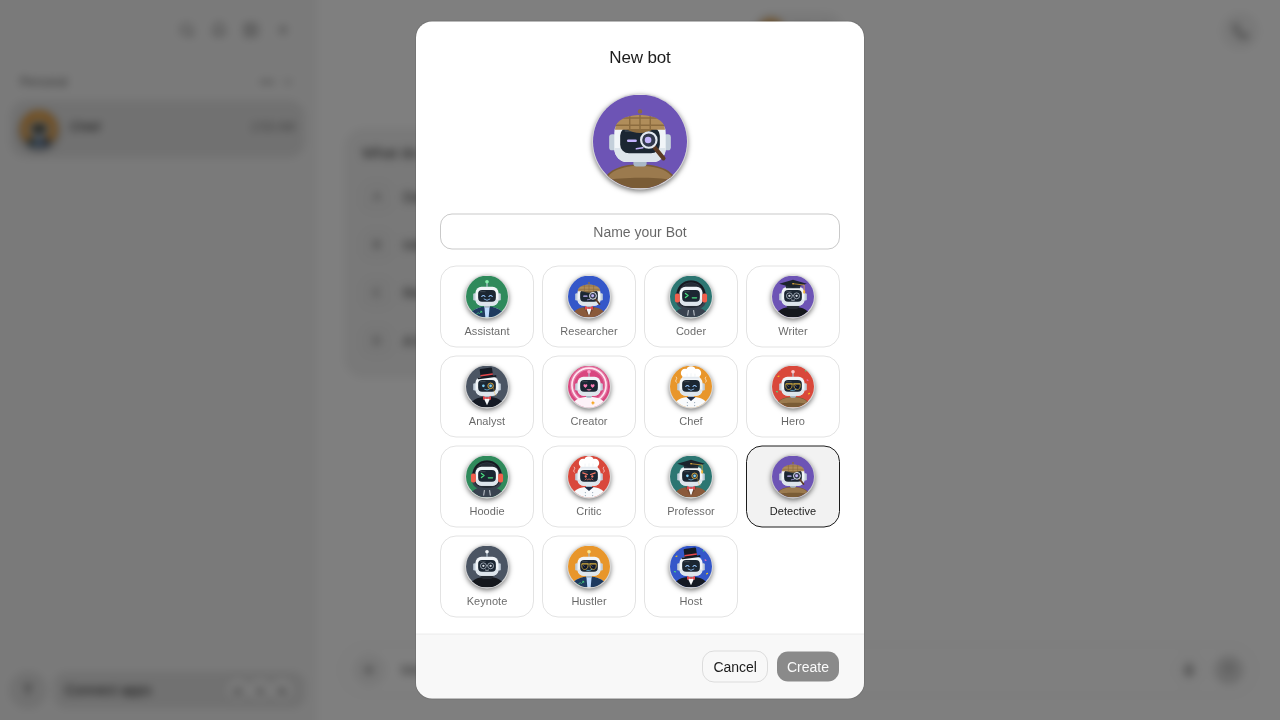 New bot
Name your Bot
Assistant
Researcher
Coder
Writer
Analyst
Creator
Chef
Hero
Hoodie
Critic
Professor
Detective
Keynote
Hustler
Host
Cancel
Create